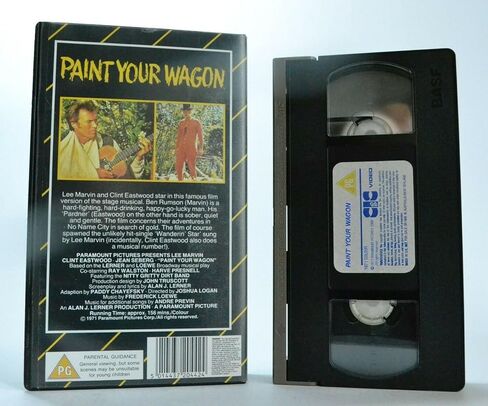 PAINT YOUR WAGON
Lee Marvin and Clint Eastwood star in this famous film
version of the stage musical. Ben Rumson (Marvin) is a
hard-fighting, hard-drinking, happy-go-lucky man. His
'Pardner' (Eastwood) on the other hand is sober, quiet
and gentle. The film concerns their adventures in
No Name City in search of gold. The film of course
spawned the unlikely hit-single 'Wanderin' Star' sung
by Lee Marvin (incidentally, Clint Eastwood also does
a musical number!).
PARAMOUNT PICTURES PRESENTS LEE MARVIN
CLINT EASTWOOD · JEAN SEBERG · "PAINT YOUR WAGON"
Based on the LERNER and LOEWE Broadway musical play
Co-starring RAY WALSTON · HARVE PRESNELL
Featuring the NITTY GRITTY DIRT BAND
Production designed by JOHN TRUSCOTT
Screenplay and lyrics by ALAN J. LERNER
Adaption by PADDY CHAYEFSKY · Directed by JOSHUA LOGAN
Music by FREDERICK LOEWE
Music for additional songs by ANDRE PREVIN
An ALAN J. LERNER PRODUCTION · A PARAMOUNT PICTURE
Running Time: approx. 158 mins./Colour
© 1971 Paramount Pictures Corp./All rights reserved.
PG
PARENTAL GUIDANCE
General viewing, but some
scenes may be unsuitable
for young children
5 014437 204424
PAINT YOUR WAGON
PG
CIC VIDEO
BASF